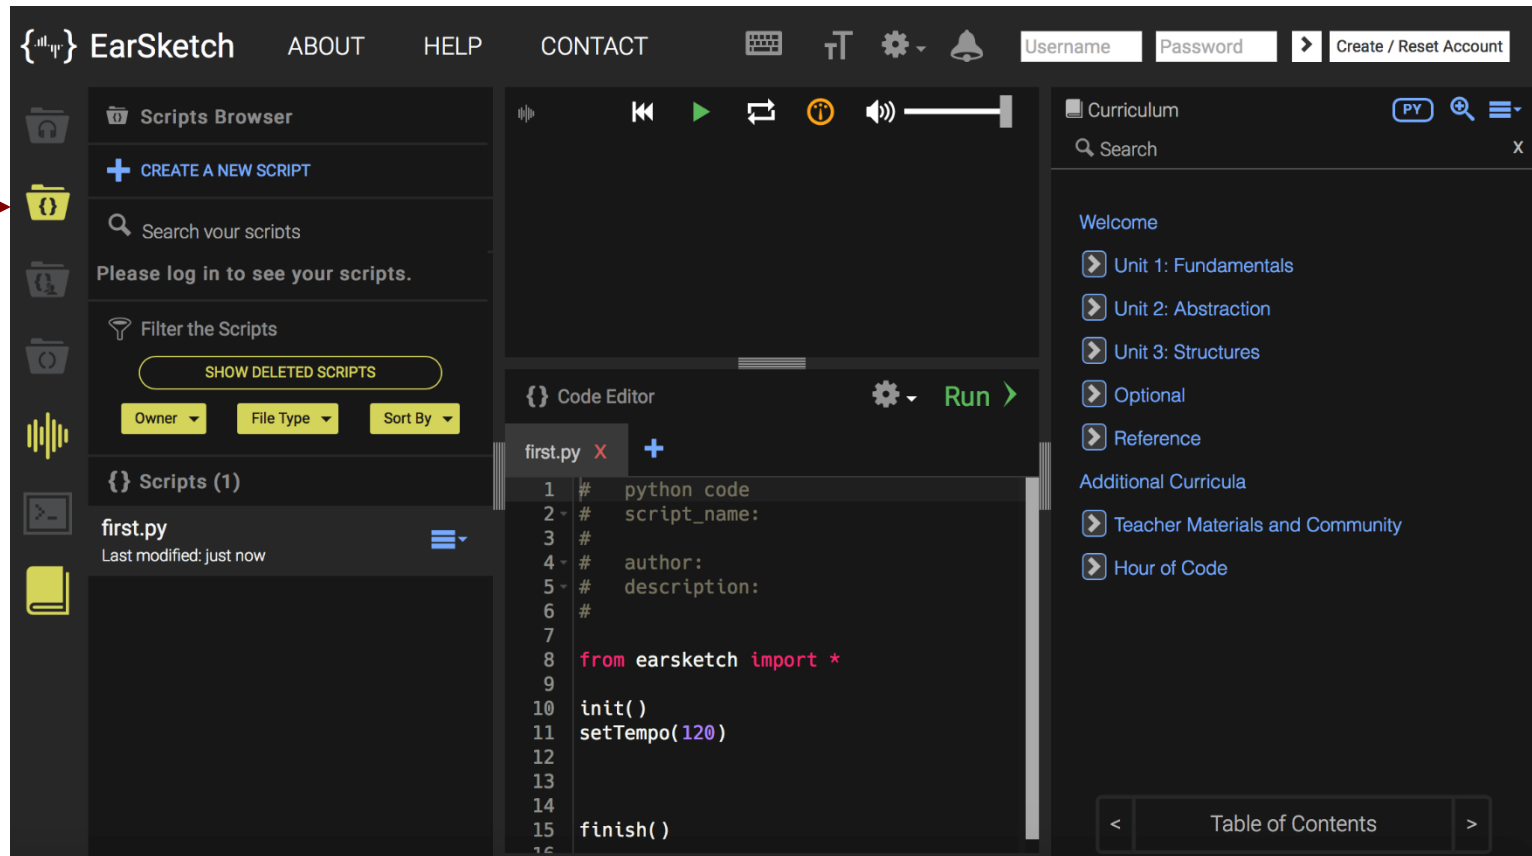 EarSketch ABOUT HELP CONTACT Username Password Create / Reset Account
Scripts Browser
CREATE A NEW SCRIPT
Search your scripts
Please log in to see your scripts.
Filter the Scripts
SHOW DELETED SCRIPTS
Owner File Type Sort By
{} Scripts (1)
first.py
Last modified: just now
{} Code Editor Run
first.py X
1 # python code
2 # script_name:
3 #
4 # author:
5 # description:
6 #
7
8 from earsketch import *
9
10 init()
11 setTempo(120)
12
13
14
15 finish()
16
Curriculum PY
Search X
Welcome
Unit 1: Fundamentals
Unit 2: Abstraction
Unit 3: Structures
Optional
Reference
Additional Curricula
Teacher Materials and Community
Hour of Code
< Table of Contents >